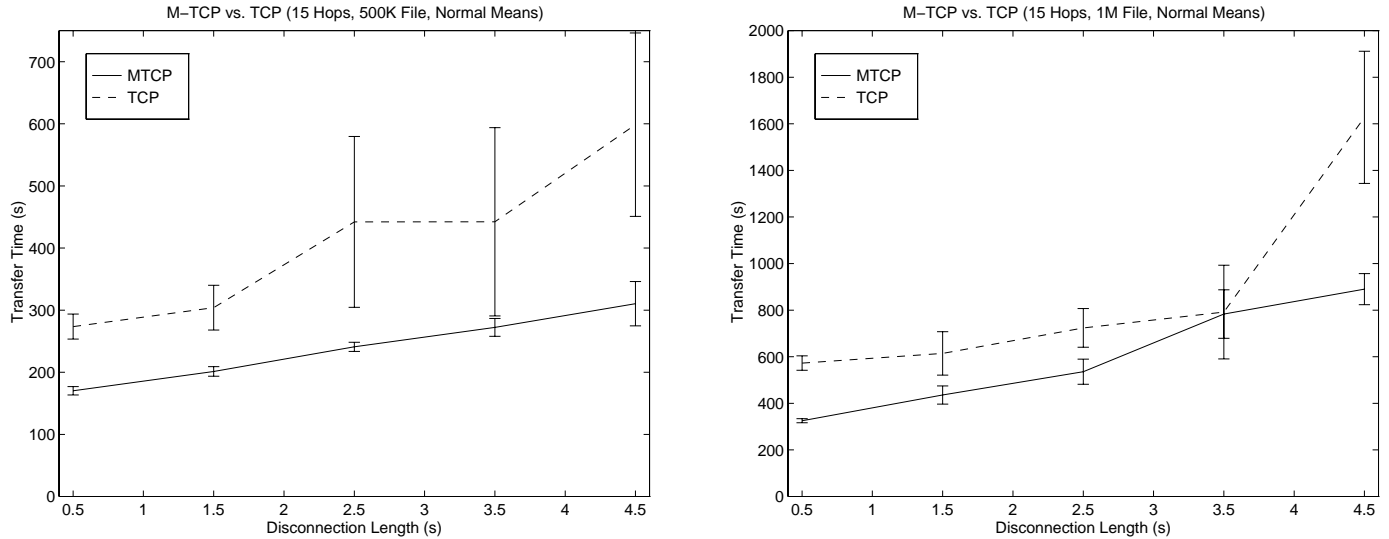 M−TCP vs. TCP (15 Hops, 500K File, Normal Means)
MTCP
TCP
Transfer Time (s)
700
600
500
400
300
200
100
0
0.5 1 1.5 2 2.5 3 3.5 4 4.5
Disconnection Length (s)
M−TCP vs. TCP (15 Hops, 1M File, Normal Means)
MTCP
TCP
Transfer Time (s)
2000
1800
1600
1400
1200
1000
800
600
400
200
0
0.5 1 1.5 2 2.5 3 3.5 4 4.5
Disconnection Length (s)